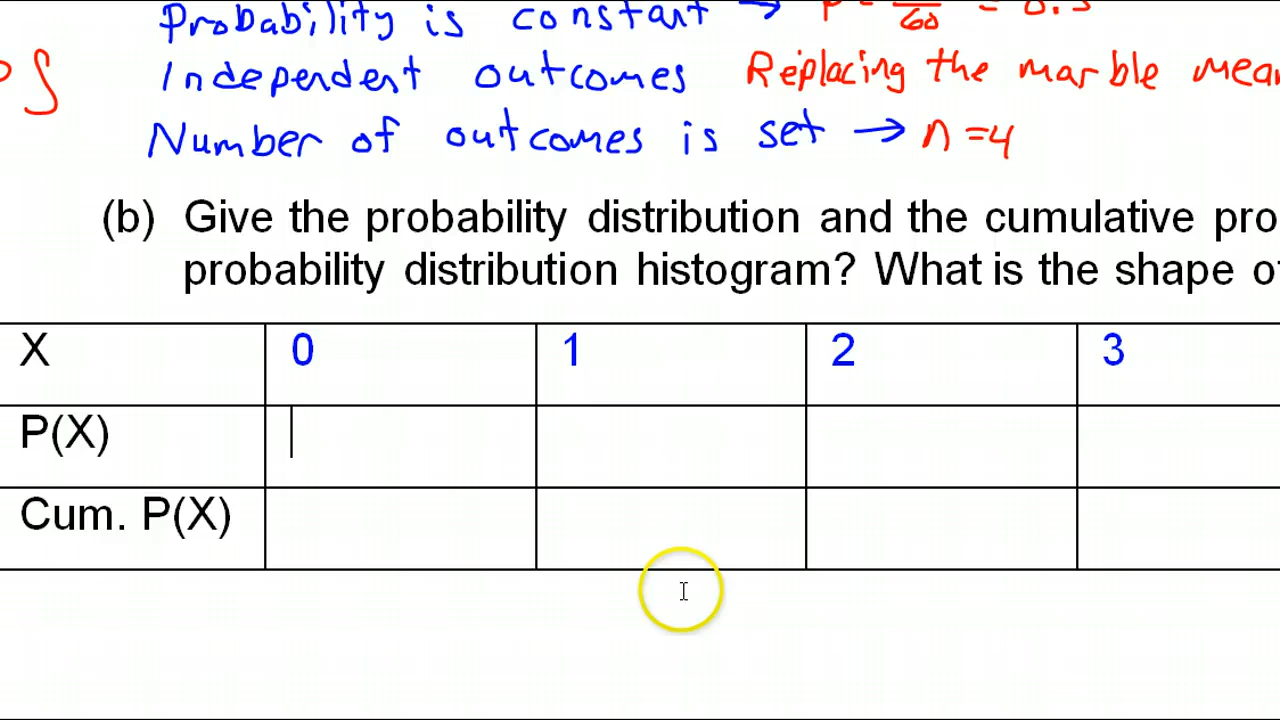 Probability is constant →
Independent outcomes Replacing the marble
Number of outcomes is set → n =4
(b) Give the probability distribution and the cumulative pro
probability distribution histogram? What is the shape of
X 0 1 2 3
P(X)
Cum. P(X)